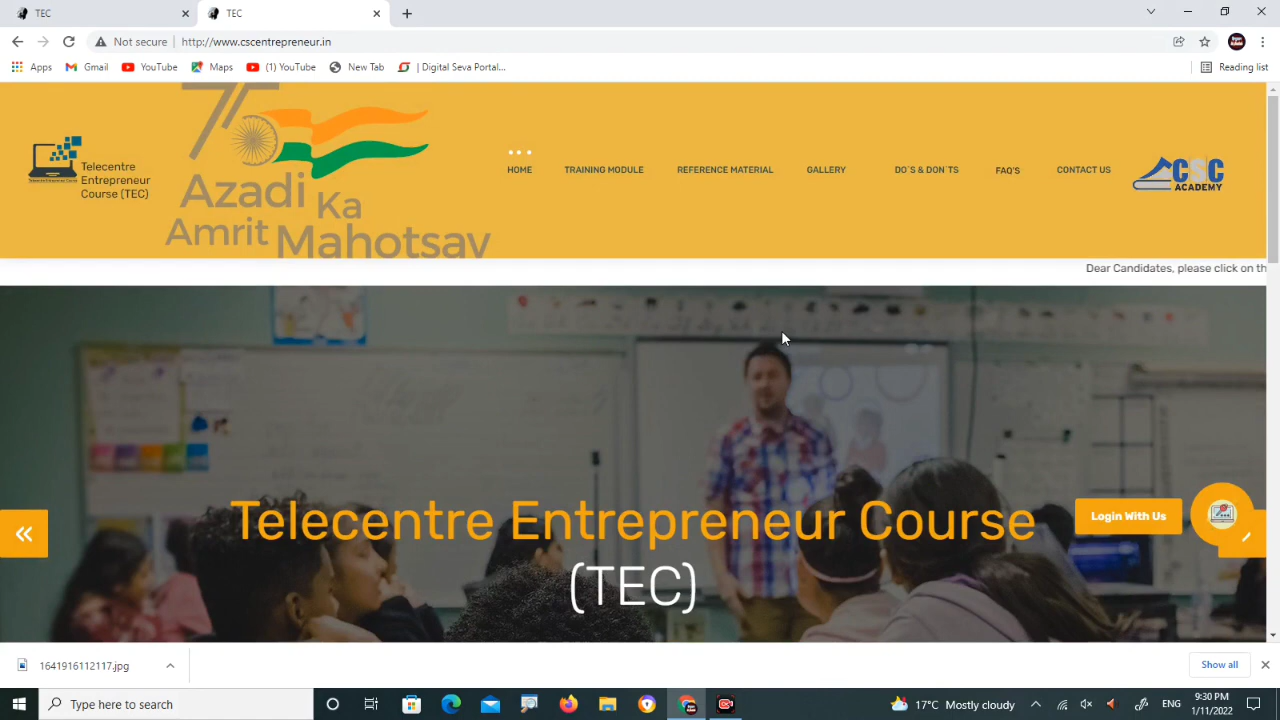 TEC
TEC
Not secure
http://www.cscentrepreneur.in
Apps
Gmail
YouTube
Maps
(1) YouTube
New Tab
| Digital Seva Portal...
Reading list
Telecentre
Entrepreneur
Course (TEC)
75
Azadi Ka
Amrit Mahotsav
HOME
TRAINING MODULE
REFERENCE MATERIAL
GALLERY
DO`S & DON`TS
FAQ'S
CONTACT US
CSC
ACADEMY
Dear Candidates, please click on th
Telecentre Entrepreneur Course
(TEC)
Login With Us
1641916112117.jpg
Show all
Type here to search
17°C Mostly cloudy
ENG
9:30 PM
1/11/2022